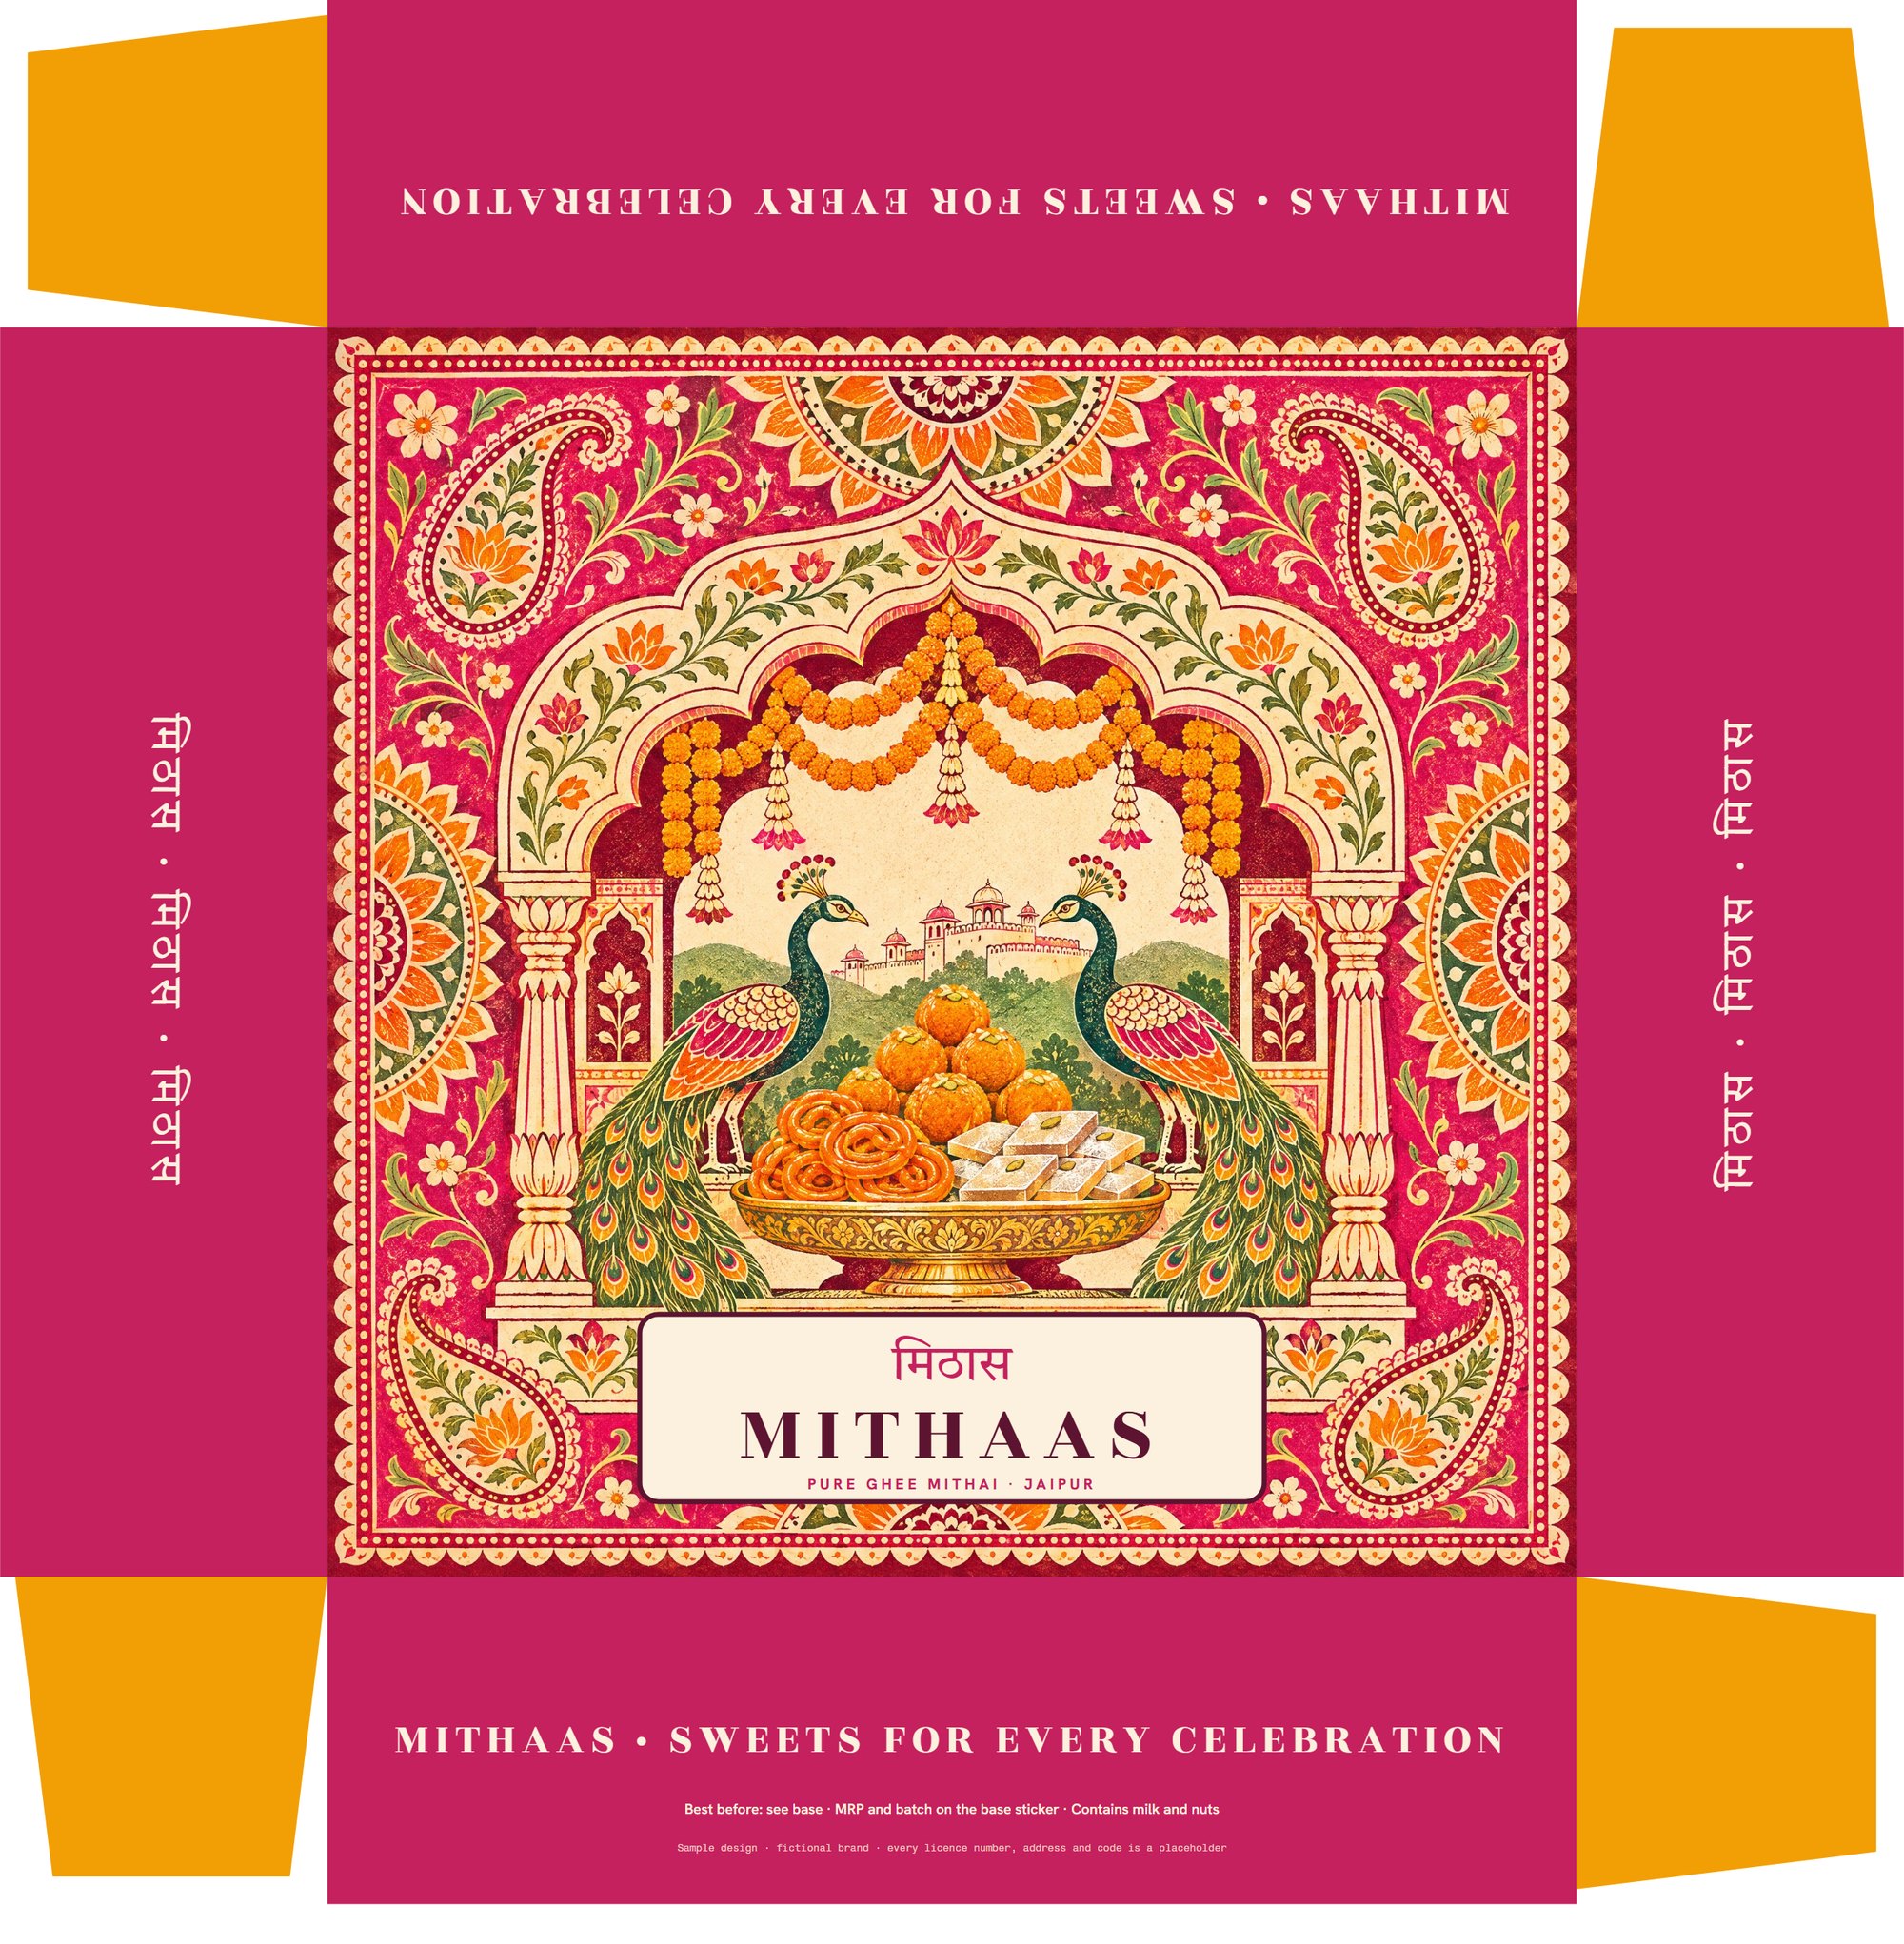 MITHAAS • SWEETS FOR EVERY CELEBRATION
मिठास · मिठास · मिठास
मिठास · मिठास · मिठास
मिठास
MITHAAS
PURE GHEE MITHAI · JAIPUR
MITHAAS • SWEETS FOR EVERY CELEBRATION
Best before: see base · MRP and batch on the base sticker · Contains milk and nuts
Sample design · fictional brand · every licence number, address and code is a placeholder